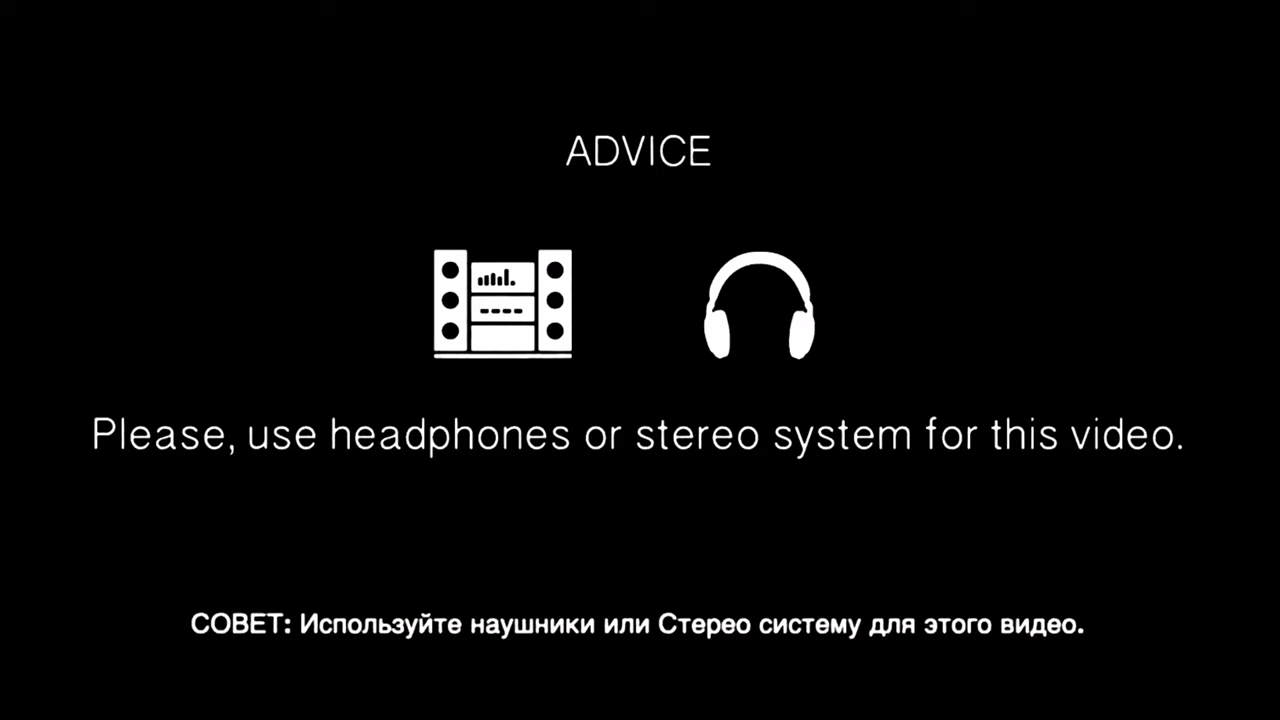 ADVICE
Please, use headphones or stereo system for this video.
СОВЕТ: Используйте наушники или Стерео систему для этого видео.